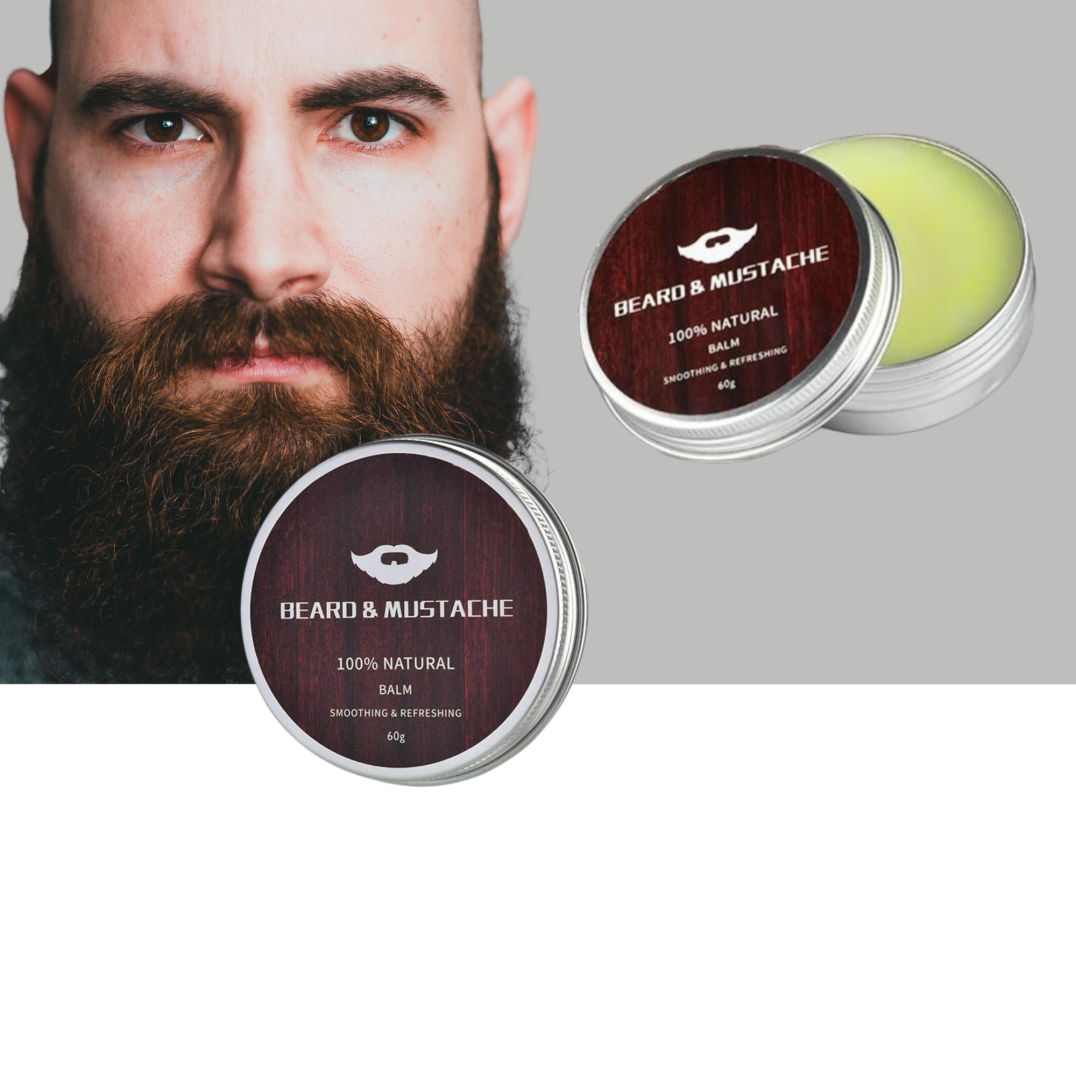 BEARD & MUSTACHE
100% NATURAL
BALM
SMOOTHING & REFRESHING
60g
BEARD & MUSTACHE
100% NATURAL
BALM
SMOOTHING & REFRESHING
60g